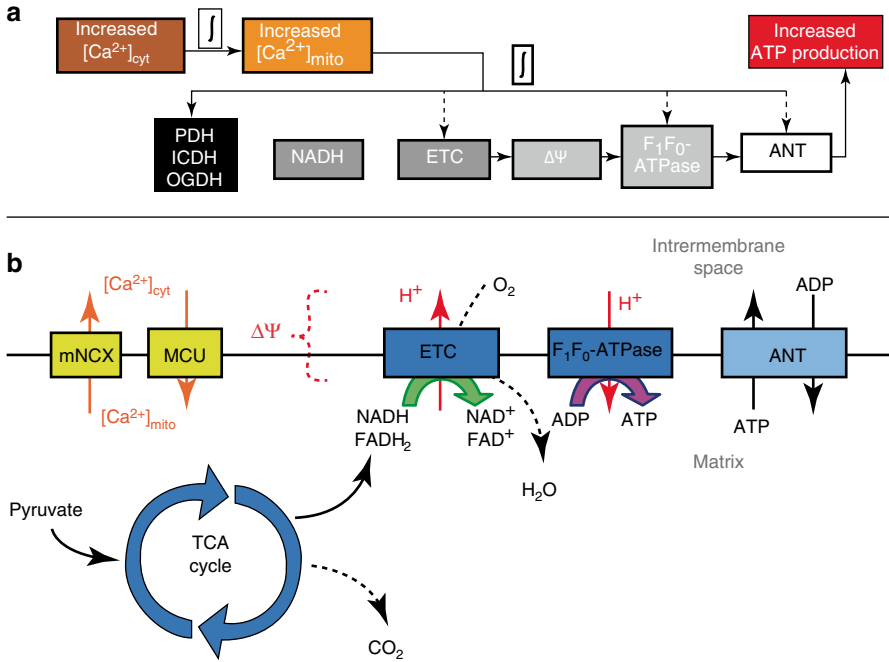 a
Increased
[Ca²⁺]cyt
∫
Increased
[Ca²⁺]mito
∫
Increased
ATP production
PDH
ICDH
OGDH
NADH
ETC
ΔΨ
F₁F₀-
ATPase
ANT
b
Intrermembrane
space
[Ca²⁺]cyt
ΔΨ
H⁺
O₂
H⁺
ADP
mNCX
MCU
ETC
F₁F₀-ATPase
ANT
[Ca²⁺]mito
NADH
FADH₂
NAD⁺
FAD⁺
ADP
ATP
ATP
Matrix
H₂O
Pyruvate
TCA
cycle
CO₂